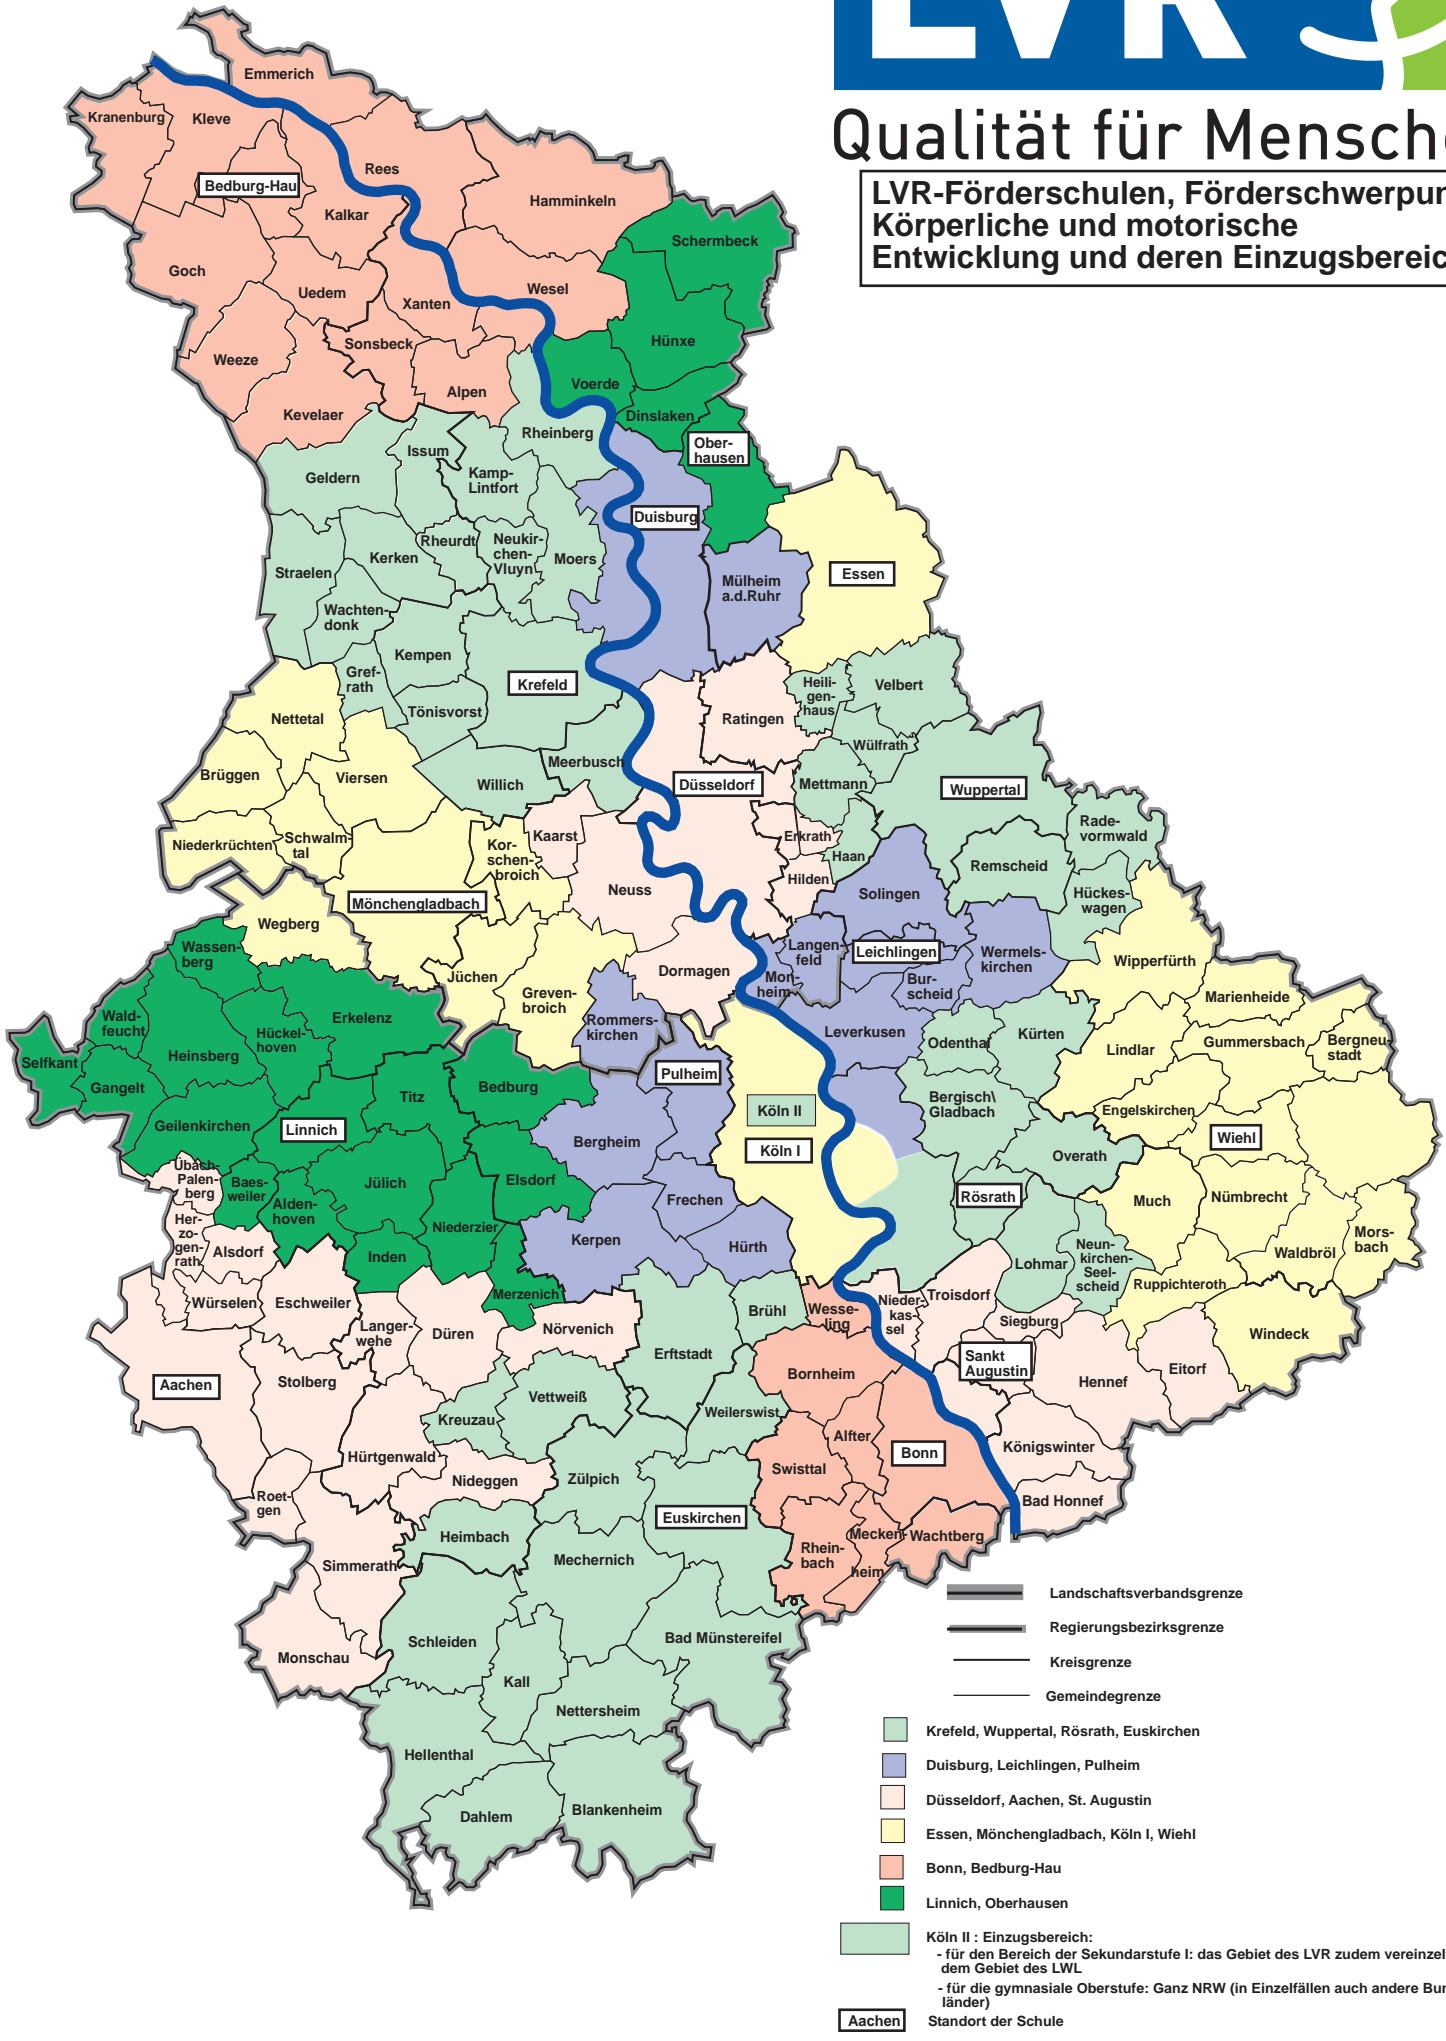 LVR
Qualität für Mensche
LVR-Förderschulen, Förderschwerpun
Körperliche und motorische
Entwicklung und deren Einzugsbereic
Emmerich
Kranenburg
Kleve
Rees
Bedburg-Hau
Kalkar
Hamminkeln
Schermbeck
Goch
Uedem
Xanten
Wesel
Hünxe
Sonsbeck
Weeze
Alpen
Voerde
Kevelaer
Dinslaken
Rheinberg
Ober-
hausen
Issum
Geldern
Kamp-
Lintfort
Duisburg
Rheurdt
Neukir-
chen-
Vluyn
Moers
Kerken
Straelen
Essen
Mülheim
a.d.Ruhr
Wachten-
donk
Kempen
Gref-
rath
Krefeld
Heili-
gen-
haus
Velbert
Tönisvorst
Nettetal
Ratingen
Wülfrath
Brüggen
Viersen
Willich
Meerbusch
Düsseldorf
Mettmann
Wuppertal
Rade-
vormwald
Niederkrüchten
Schwalm-
tal
Kor-
schen-
broich
Kaarst
Erkrath
Haan
Remscheid
Hilden
Neuss
Solingen
Hückes-
wagen
Mönchengladbach
Wegberg
Wassen-
berg
Langen-
feld
Leichlingen
Wermels-
kirchen
Wipperfürth
Jüchen
Dormagen
Mon-
heim
Bur-
scheid
Greven-
broich
Marienheide
Wald-
feucht
Erkelenz
Hückel-
hoven
Rommers-
kirchen
Leverkusen
Odenthal
Kürten
Lindlar
Gummersbach
Bergneu-
stadt
Selfkant
Heinsberg
Gangelt
Pulheim
Bedburg
Titz
Bergisch\
Gladbach
Engelskirchen
Köln II
Geilenkirchen
Linnich
Bergheim
Köln I
Wiehl
Overath
Übach-
Palen-
berg
Baes-
weiler
Jülich
Elsdorf
Alden-
hoven
Frechen
Rösrath
Much
Nümbrecht
Her-
zo-
gen-
rath
Alsdorf
Niederzier
Inden
Kerpen
Hürth
Lohmar
Neun-
kirchen-
Seel-
scheid
Waldbröl
Mors-
bach
Ruppichteroth
Würselen
Eschweiler
Merzenich
Brühl
Wesse-
ling
Nieder-
kas-
sel
Troisdorf
Siegburg
Langer-
wehe
Düren
Nörvenich
Erftstadt
Windeck
Sankt
Augustin
Aachen
Stolberg
Bornheim
Hennef
Eitorf
Vettweiß
Kreuzau
Weilerswist
Alfter
Bonn
Königswinter
Hürtgenwald
Nideggen
Zülpich
Swisttal
Roet-
gen
Bad Honnef
Euskirchen
Heimbach
Rhein-
bach
Mecken-
heim
Wachtberg
Simmerath
Mechernich
Schleiden
Bad Münstereifel
Monschau
Kall
Nettersheim
Hellenthal
Dahlem
Blankenheim
Landschaftsverbandsgrenze
Regierungsbezirksgrenze
Kreisgrenze
Gemeindegrenze
Krefeld, Wuppertal, Rösrath, Euskirchen
Duisburg, Leichlingen, Pulheim
Düsseldorf, Aachen, St. Augustin
Essen, Mönchengladbach, Köln I, Wiehl
Bonn, Bedburg-Hau
Linnich, Oberhausen
Köln II : Einzugsbereich:
- für den Bereich der Sekundarstufe I: das Gebiet des LVR zudem vereinzel
dem Gebiet des LWL
- für die gymnasiale Oberstufe: Ganz NRW (in Einzelfällen auch andere Bun
länder)
Aachen Standort der Schule